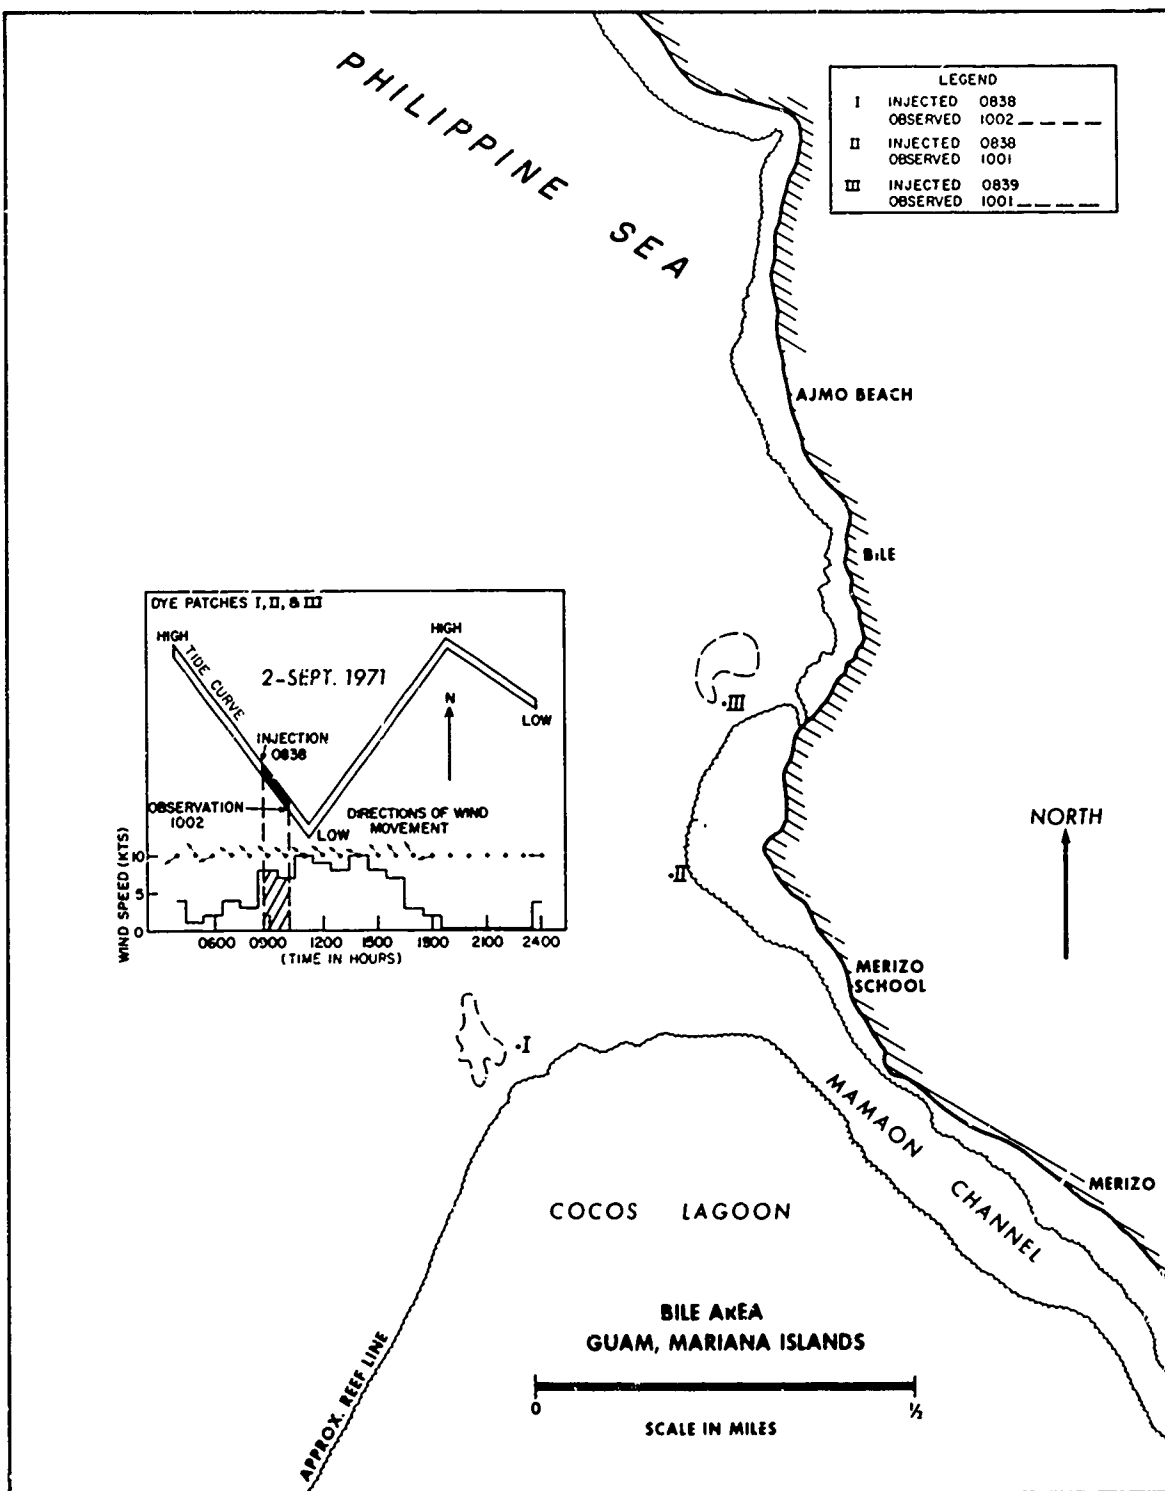 PHILIPPINE SEA
LEGEND
I INJECTED 0838
OBSERVED 1002
II INJECTED 0838
OBSERVED 1001
III INJECTED 0839
OBSERVED 1001
AJMO BEACH
BILE
DYE PATCHES I, II, & III
HIGH
TIDE CURVE
2-SEPT. 1971
HIGH
N
LOW
INJECTION
0838
OBSERVATION
1002
LOW
DIRECTIONS OF WIND
MOVEMENT
WIND SPEED (KTS)
10
5
0
0600 0900 1200 1500 1800 2100 2400
(TIME IN HOURS)
III
II
NORTH
MERIZO
SCHOOL
I
MAMAON CHANNEL
MERIZO
COCOS LAGOON
BILE AREA
GUAM, MARIANA ISLANDS
0 ½
SCALE IN MILES
APPROX. REEF LINE